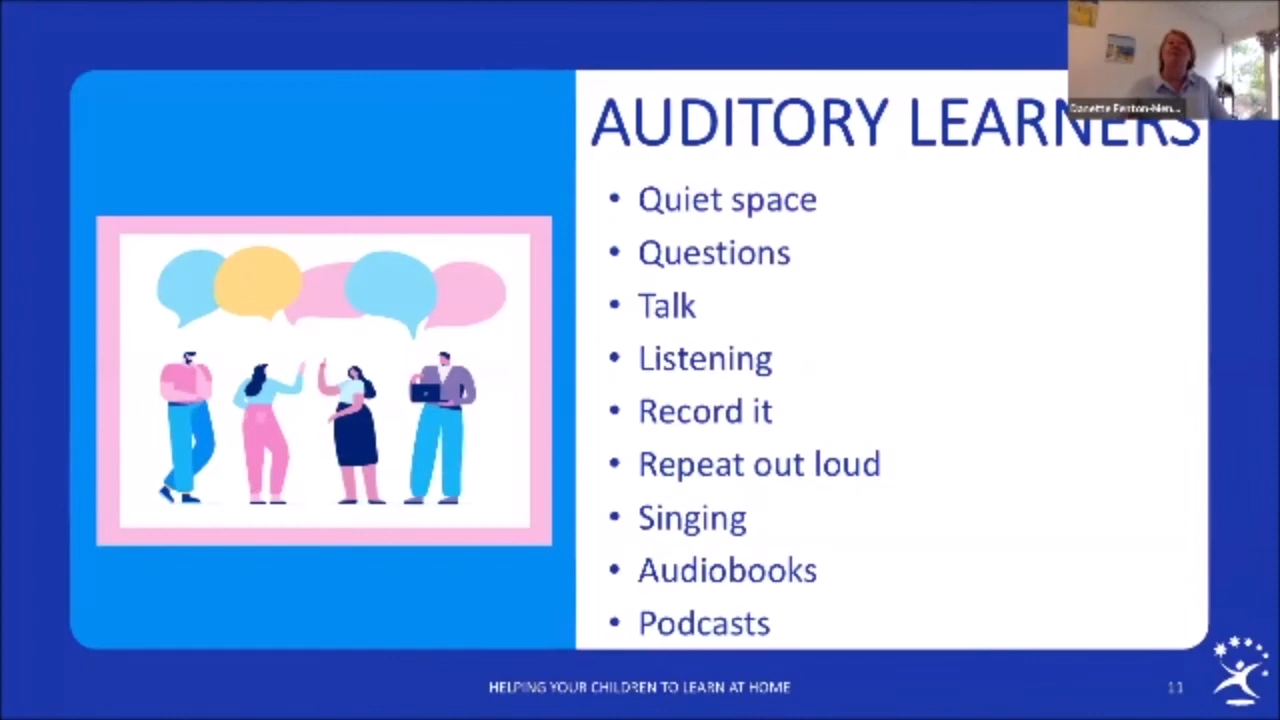 AUDITORY LEARNERS
• Quiet space
• Questions
• Talk
• Listening
• Record it
• Repeat out loud
• Singing
• Audiobooks
• Podcasts
HELPING YOUR CHILDREN TO LEARN AT HOME
11